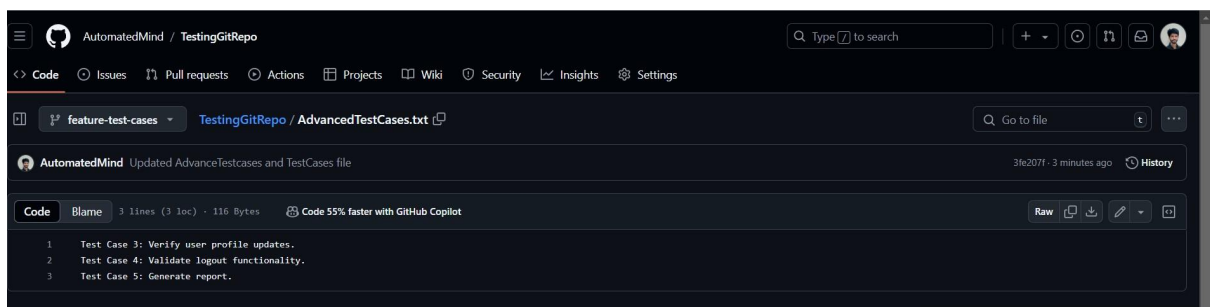 AutomatedMind / TestingGitRepo
Type / to search
Code Issues Pull requests Actions Projects Wiki Security Insights Settings
feature-test-cases TestingGitRepo / AdvancedTestCases.txt
Go to file t
AutomatedMind Updated AdvanceTestcases and TestCases file
3fe207f · 3 minutes ago History
Code Blame 3 lines (3 loc) · 116 Bytes Code 55% faster with GitHub Copilot
Raw
1 Test Case 3: Verify user profile updates.
2 Test Case 4: Validate logout functionality.
3 Test Case 5: Generate report.